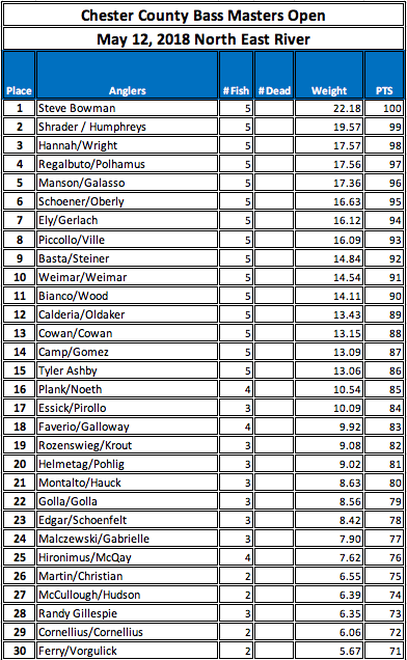 Chester County Bass Masters Open
May 12, 2018 North East River
Place Anglers # Fish # Dead Weight PTS
1 Steve Bowman 5 22.18 100
2 Shrader / Humphreys 5 19.57 99
3 Hannah/Wright 5 17.57 98
4 Regalbuto/Polhamus 5 17.56 97
5 Manson/Galasso 5 17.36 96
6 Schoener/Oberly 5 16.63 95
7 Ely/Gerlach 5 16.12 94
8 Piccollo/Ville 5 16.09 93
9 Basta/Steiner 5 14.84 92
10 Weimar/Weimar 5 14.54 91
11 Bianco/Wood 5 14.11 90
12 Calderia/Oldaker 5 13.43 89
13 Cowan/Cowan 5 13.15 88
14 Camp/Gomez 5 13.09 87
15 Tyler Ashby 5 13.06 86
16 Plank/Noeth 4 10.54 85
17 Essick/Pirollo 3 10.09 84
18 Faverio/Galloway 4 9.92 83
19 Rozenswieg/Krout 3 9.08 82
20 Helmetag/Pohlig 3 9.02 81
21 Montalto/Hauck 3 8.63 80
22 Golla/Golla 3 8.56 79
23 Edgar/Schoenfelt 3 8.42 78
24 Malczewski/Gabrielle 3 7.90 77
25 Hironimus/McQay 4 7.62 76
26 Martin/Christian 2 6.55 75
27 McCullough/Hudson 2 6.39 74
28 Randy Gillespie 3 6.35 73
29 Cornellius/Cornellius 2 6.06 72
30 Ferry/Vorgulick 2 5.67 71